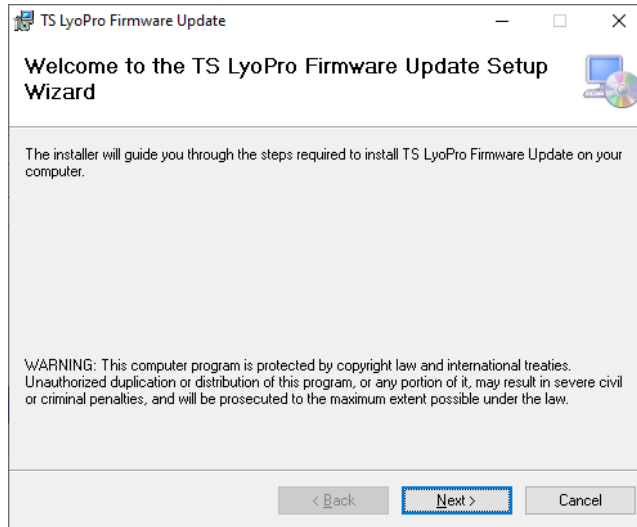 TS LyoPro Firmware Update
Welcome to the TS LyoPro Firmware Update Setup
Wizard
The installer will guide you through the steps required to install TS LyoPro Firmware Update on your
computer.
WARNING: This computer program is protected by copyright law and international treaties.
Unauthorized duplication or distribution of this program, or any portion of it, may result in severe civil
or criminal penalties, and will be prosecuted to the maximum extent possible under the law.
< Back
Next >
Cancel